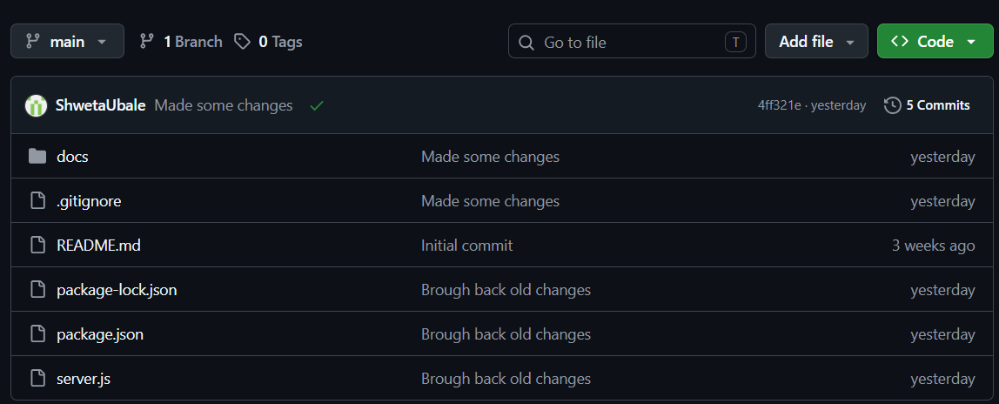 main 1 Branch 0 Tags Go to file T Add file Code
ShwetaUbale Made some changes 4ff321e · yesterday 5 Commits
docs Made some changes yesterday
.gitignore Made some changes yesterday
README.md Initial commit 3 weeks ago
package-lock.json Brough back old changes yesterday
package.json Brough back old changes yesterday
server.js Brough back old changes yesterday